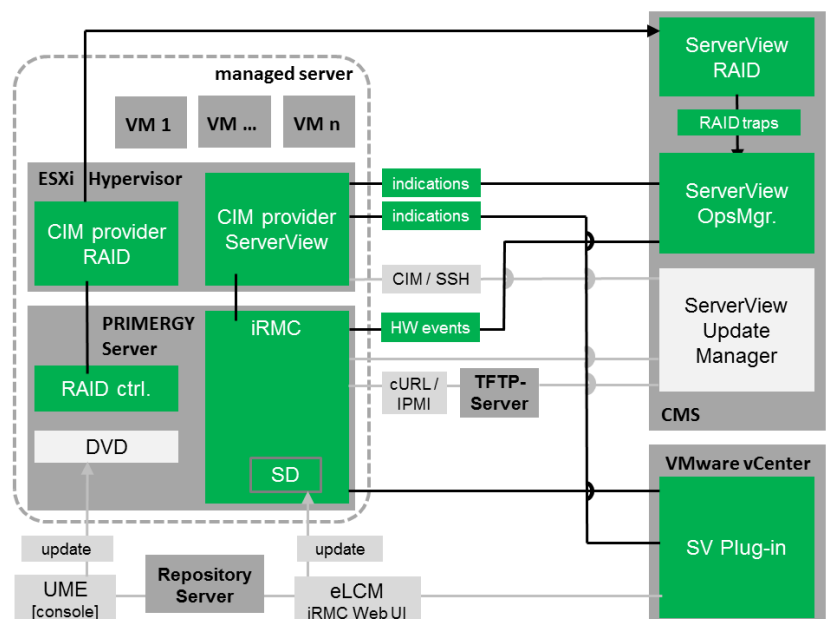 managed server
VM 1
VM ...
VM n
ESXi Hypervisor
CIM provider
RAID
CIM provider
ServerView
indications
indications
CIM / SSH
PRIMERGY
Server
iRMC
HW events
RAID ctrl.
cURL /
IPMI
TFTP-
Server
DVD
SD
ServerView
RAID
RAID traps
ServerView
OpsMgr.
ServerView
Update
Manager
CMS
VMware vCenter
SV Plug-in
update
update
UME
[console]
Repository
Server
eLCM
iRMC Web UI